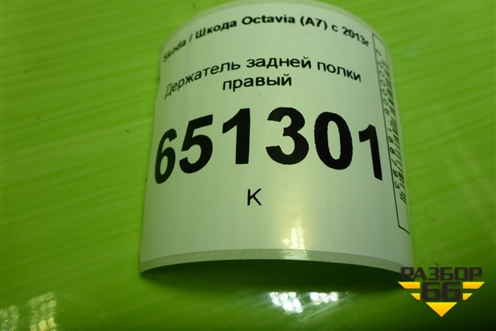 Skoda / Шкода Octavia (A7) с 2013г
Держатель задней полки
правый
651301
К
РАЗБОР
66